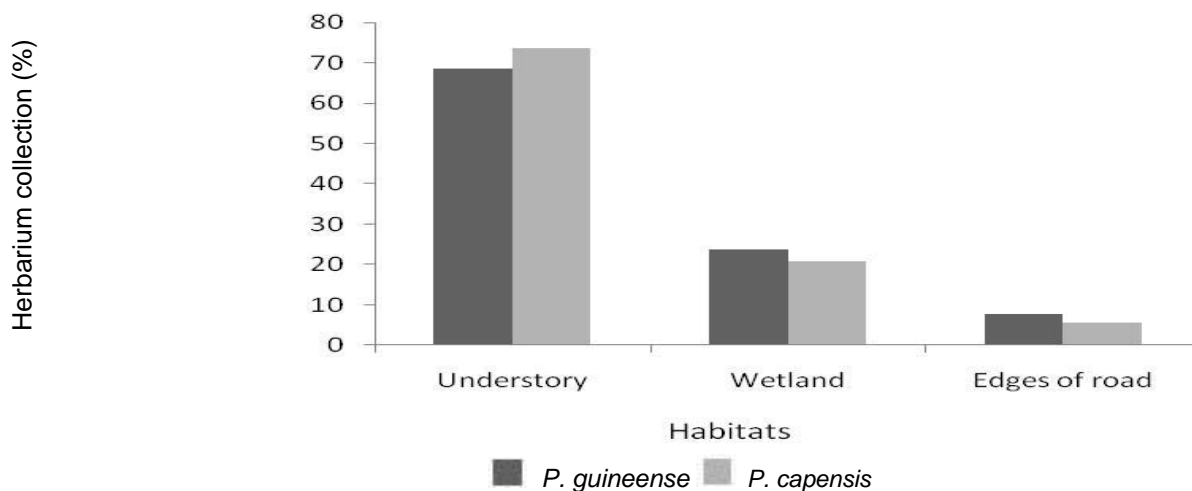 Herbarium collection (%)
80
70
60
50
40
30
20
10
0
Understory Wetland Edges of road
Habitats
P. guineense P. capensis